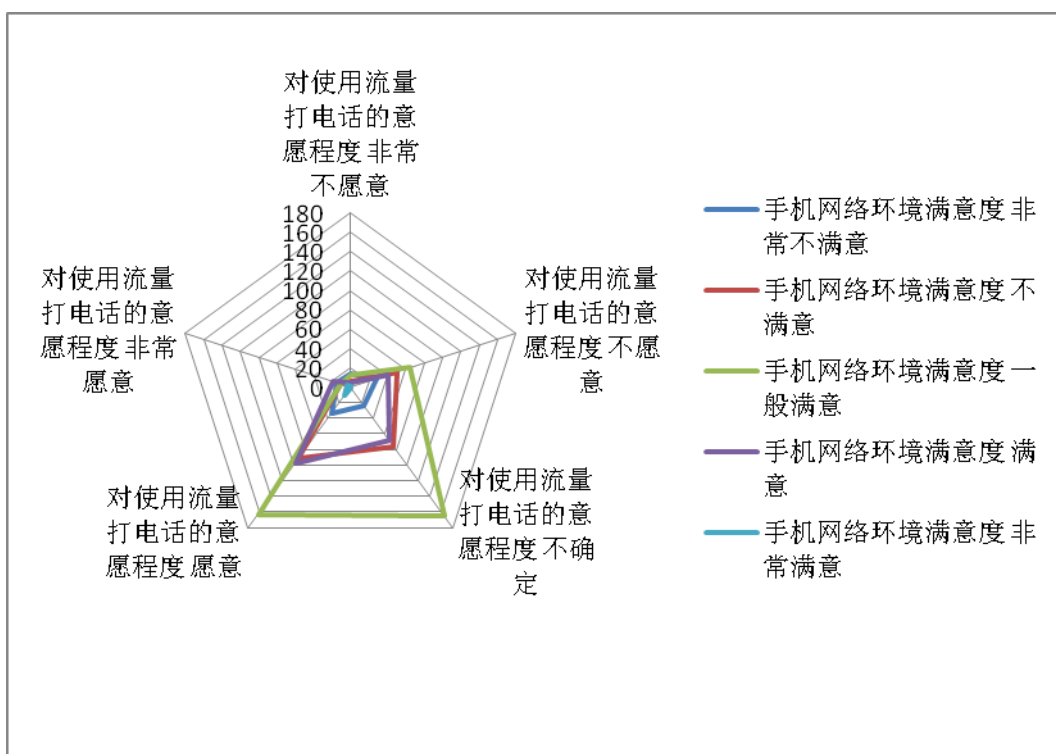 对使用流量
打电话的意
愿程度 非常
不愿意
180
160
140
120
100
80
60
40
20
0
对使用流量
打电话的意
愿程度 不愿
意
对使用流量
打电话的意
愿程度 不确
定
对使用流量
打电话的意
愿程度 愿意
对使用流量
打电话的意
愿程度 非常
愿意
手机网络环境满意度 非
常不满意
手机网络环境满意度 不
满意
手机网络环境满意度 一
般满意
手机网络环境满意度 满
意
手机网络环境满意度 非
常满意